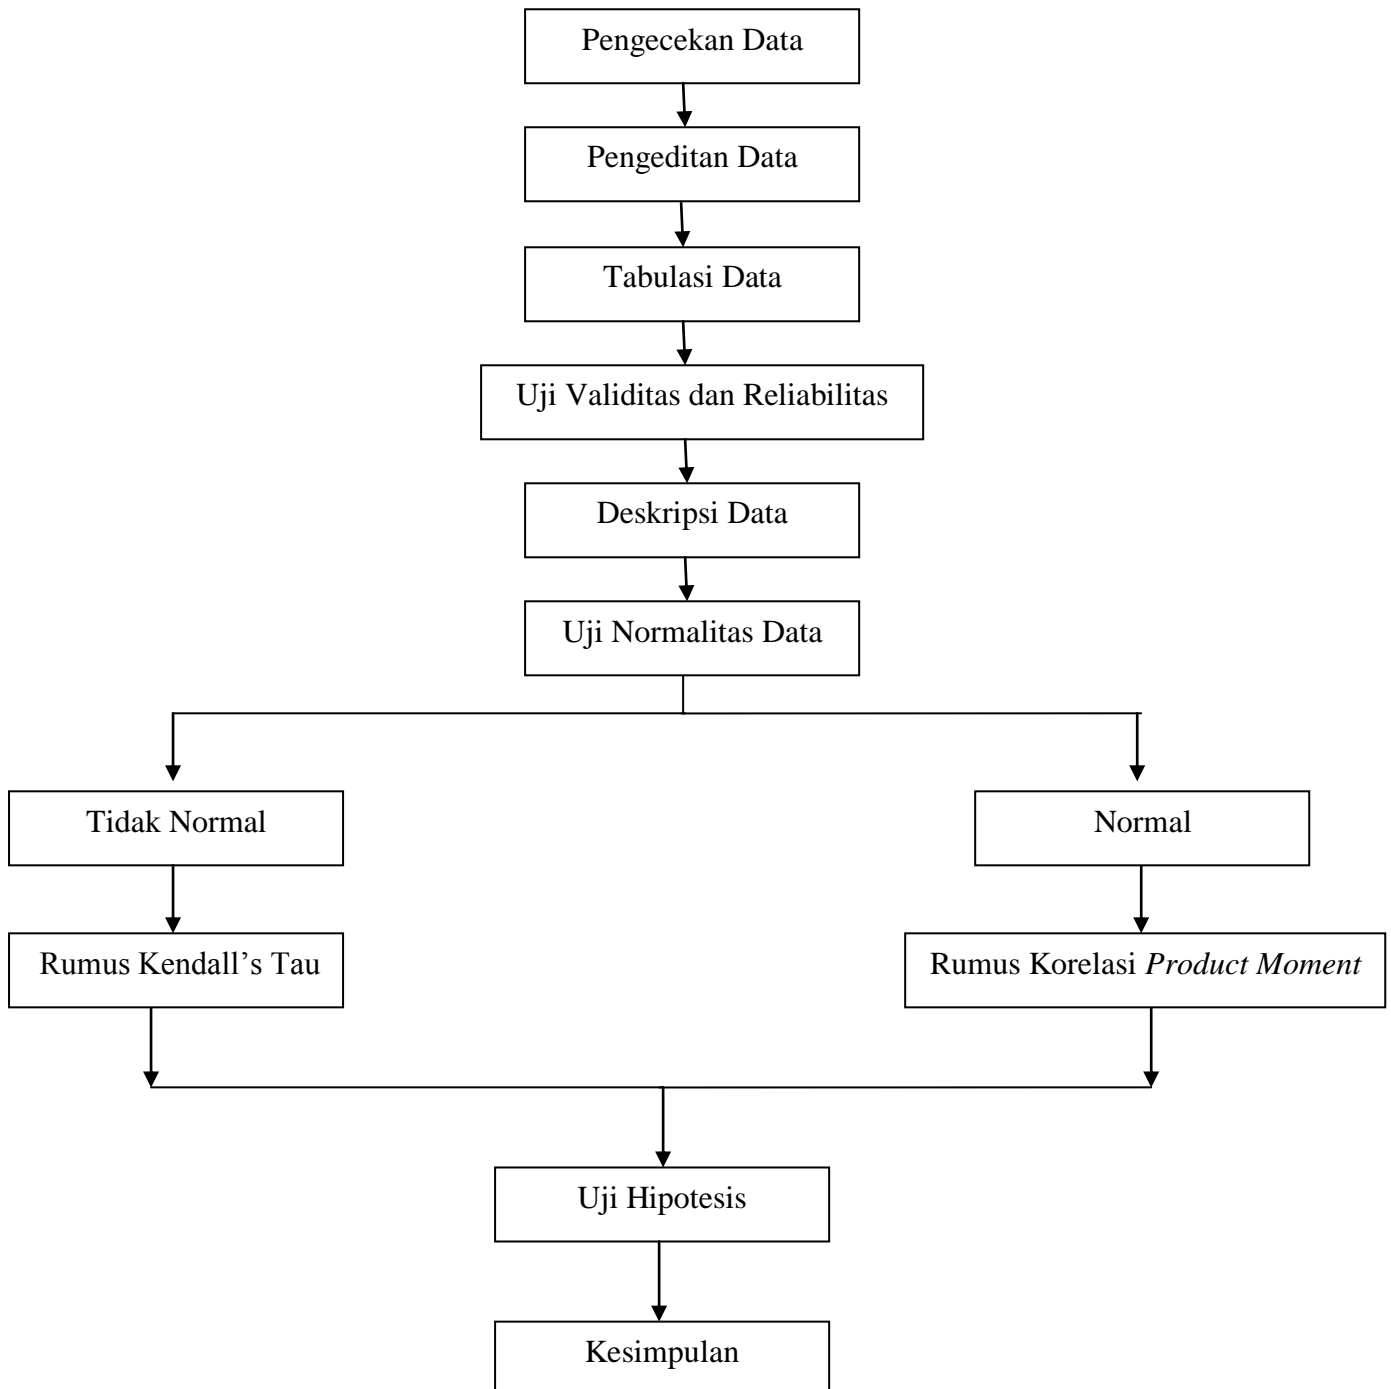 Pengecekan Data
Pengeditan Data
Tabulasi Data
Uji Validitas dan Reliabilitas
Deskripsi Data
Uji Normalitas Data
Tidak Normal
Normal
Rumus Kendall’s Tau
Rumus Korelasi Product Moment
Uji Hipotesis
Kesimpulan